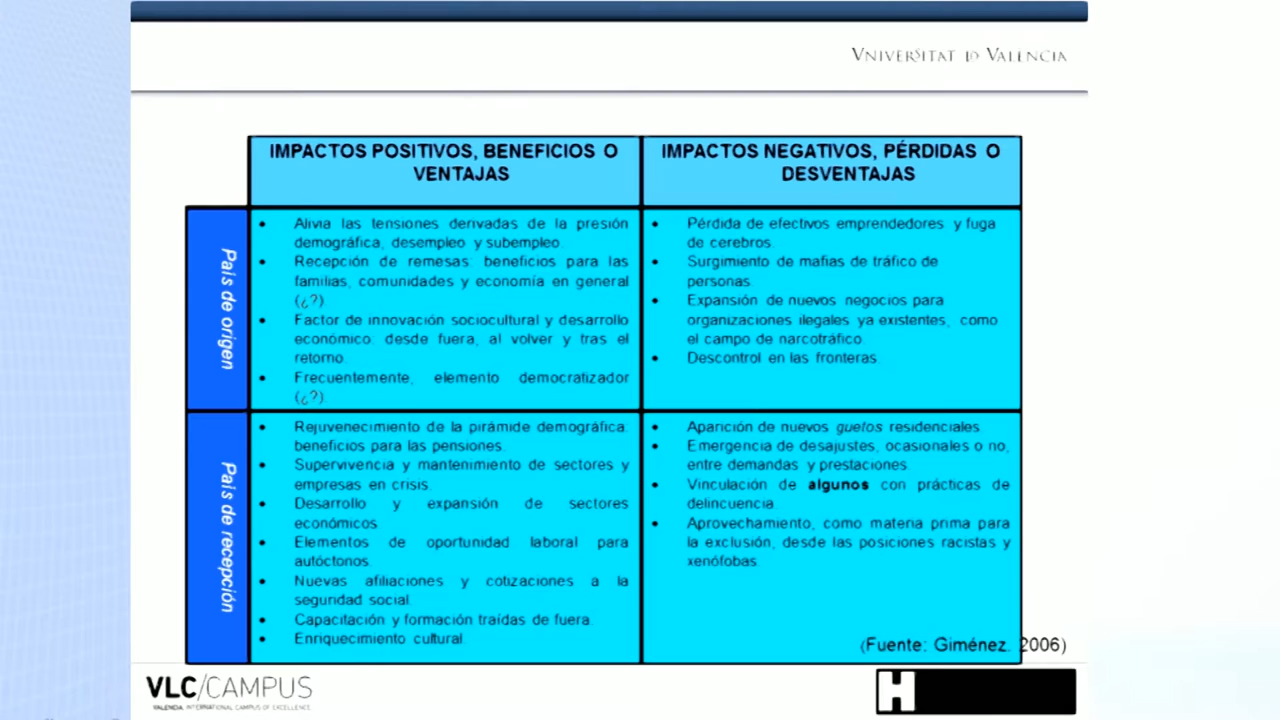 VNIVERSITAT ID VALENCIA
IMPACTOS POSITIVOS, BENEFICIOS O
VENTAJAS
IMPACTOS NEGATIVOS, PÉRDIDAS O
DESVENTAJAS
País de origen
• Alivia las tensiones derivadas de la presión
demográfica, desempleo y subempleo.
• Recepción de remesas: beneficios para las
familias, comunidades y economía en general
(¿?).
• Factor de innovación sociocultural y desarrollo
económico: desde fuera, al volver y tras el
retorno.
• Frecuentemente, elemento democratizador
(¿?).
• Pérdida de efectivos emprendedores y fuga
de cerebros.
• Surgimiento de mafias de tráfico de
personas.
• Expansión de nuevos negocios para
organizaciones ilegales ya existentes, como
el campo de narcotráfico.
• Descontrol en las fronteras.
País de recepción
• Rejuvenecimiento de la pirámide demográfica:
beneficios para las pensiones.
• Supervivencia y mantenimiento de sectores y
empresas en crisis.
• Desarrollo y expansión de sectores
económicos.
• Elementos de oportunidad laboral para
autóctonos.
• Nuevas afiliaciones y cotizaciones a la
seguridad social.
• Capacitación y formación traídas de fuera.
• Enriquecimiento cultural.
• Aparición de nuevos guetos residenciales.
• Emergencia de desajustes, ocasionales o no,
entre demandas y prestaciones.
• Vinculación de algunos con prácticas de
delincuencia.
• Aprovechamiento, como materia prima para
la exclusión, desde las posiciones racistas y
xenófobas.
(Fuente: Giménez. 2006)
VLC/CAMPUS
VALENCIA, INTERNATIONAL CAMPUS OF EXCELLENCE
H